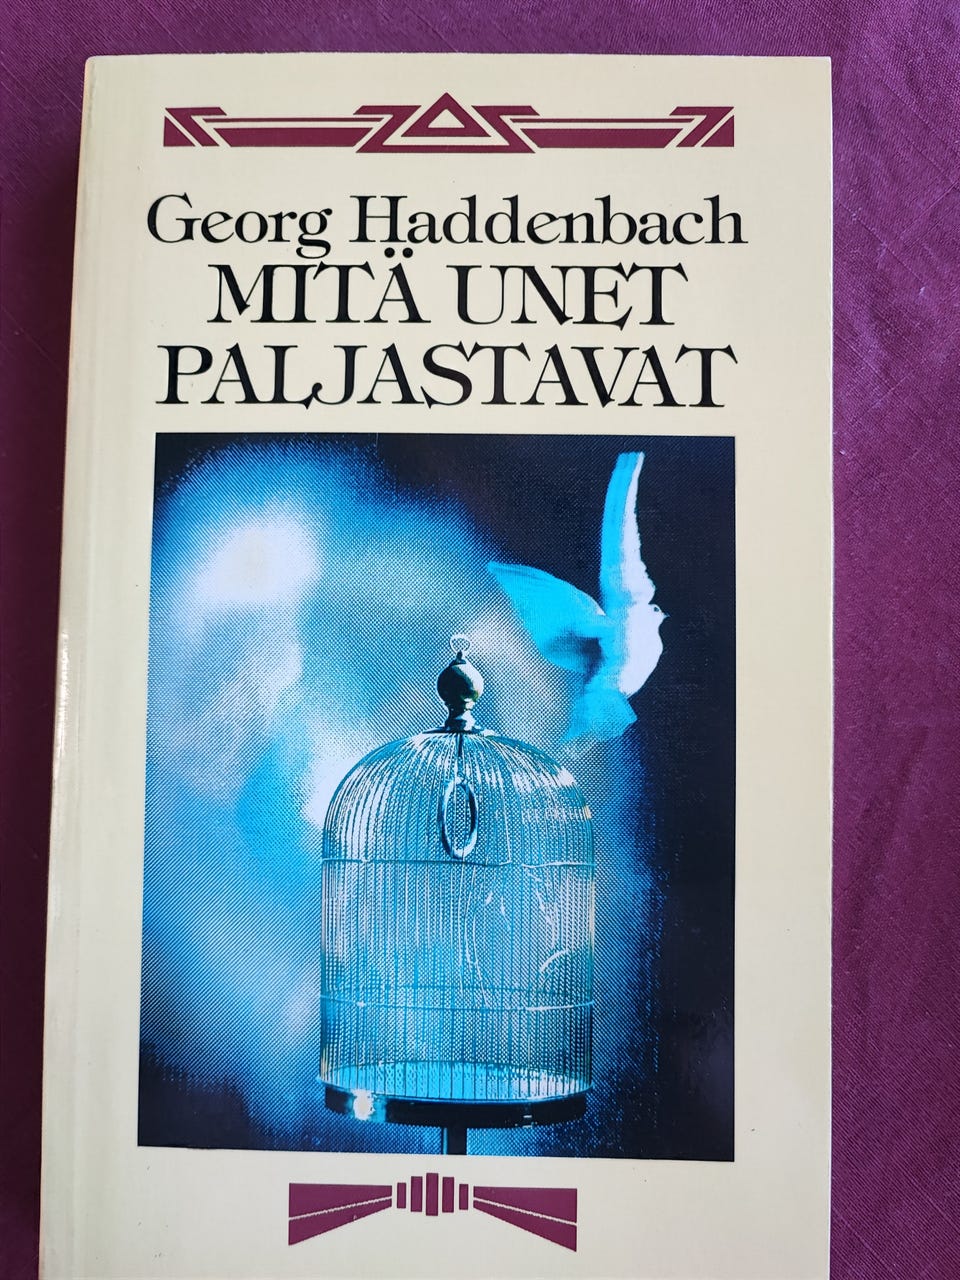 Georg Haddenbach
MITÄ UNET
PALJASTAVAT